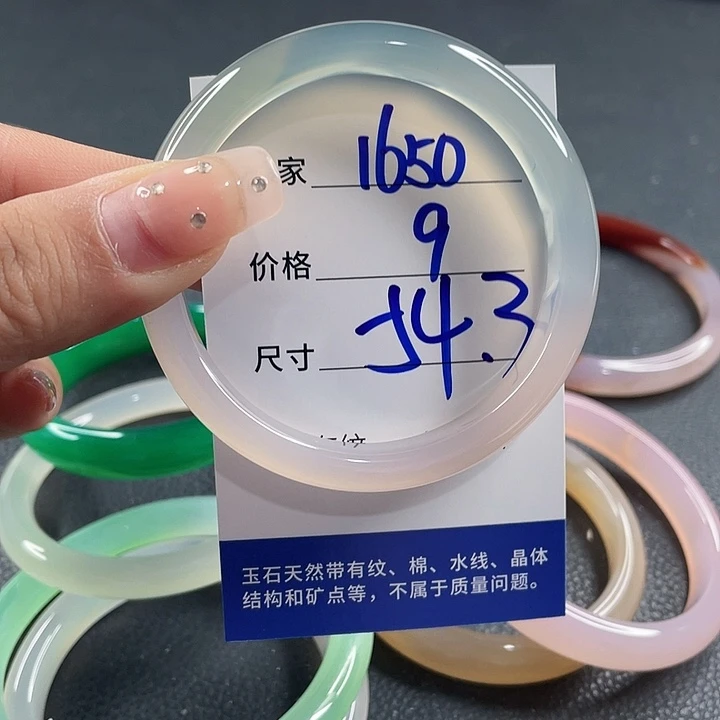 家 1650
价格 9
尺寸 54.3
玉石天然带有纹、棉、水线、晶体
结构和矿点等，不属于质量问题。